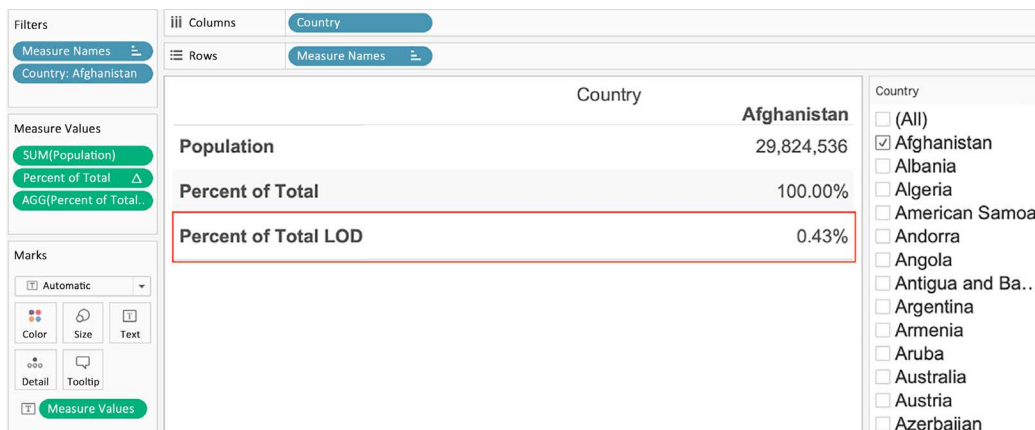 Filters
Measure Names
Country: Afghanistan
Measure Values
SUM(Population)
Percent of Total Δ
AGG(Percent of Total..
Marks
T Automatic
Color Size T Text
Detail Tooltip
T Measure Values
iii Columns Country
Rows Measure Names
Country
Afghanistan
Population 29,824,536
Percent of Total 100.00%
Percent of Total LOD 0.43%
Country
(All)
Afghanistan
Albania
Algeria
American Samoa
Andorra
Angola
Antigua and Ba...
Argentina
Armenia
Aruba
Australia
Austria
Azerbaijan